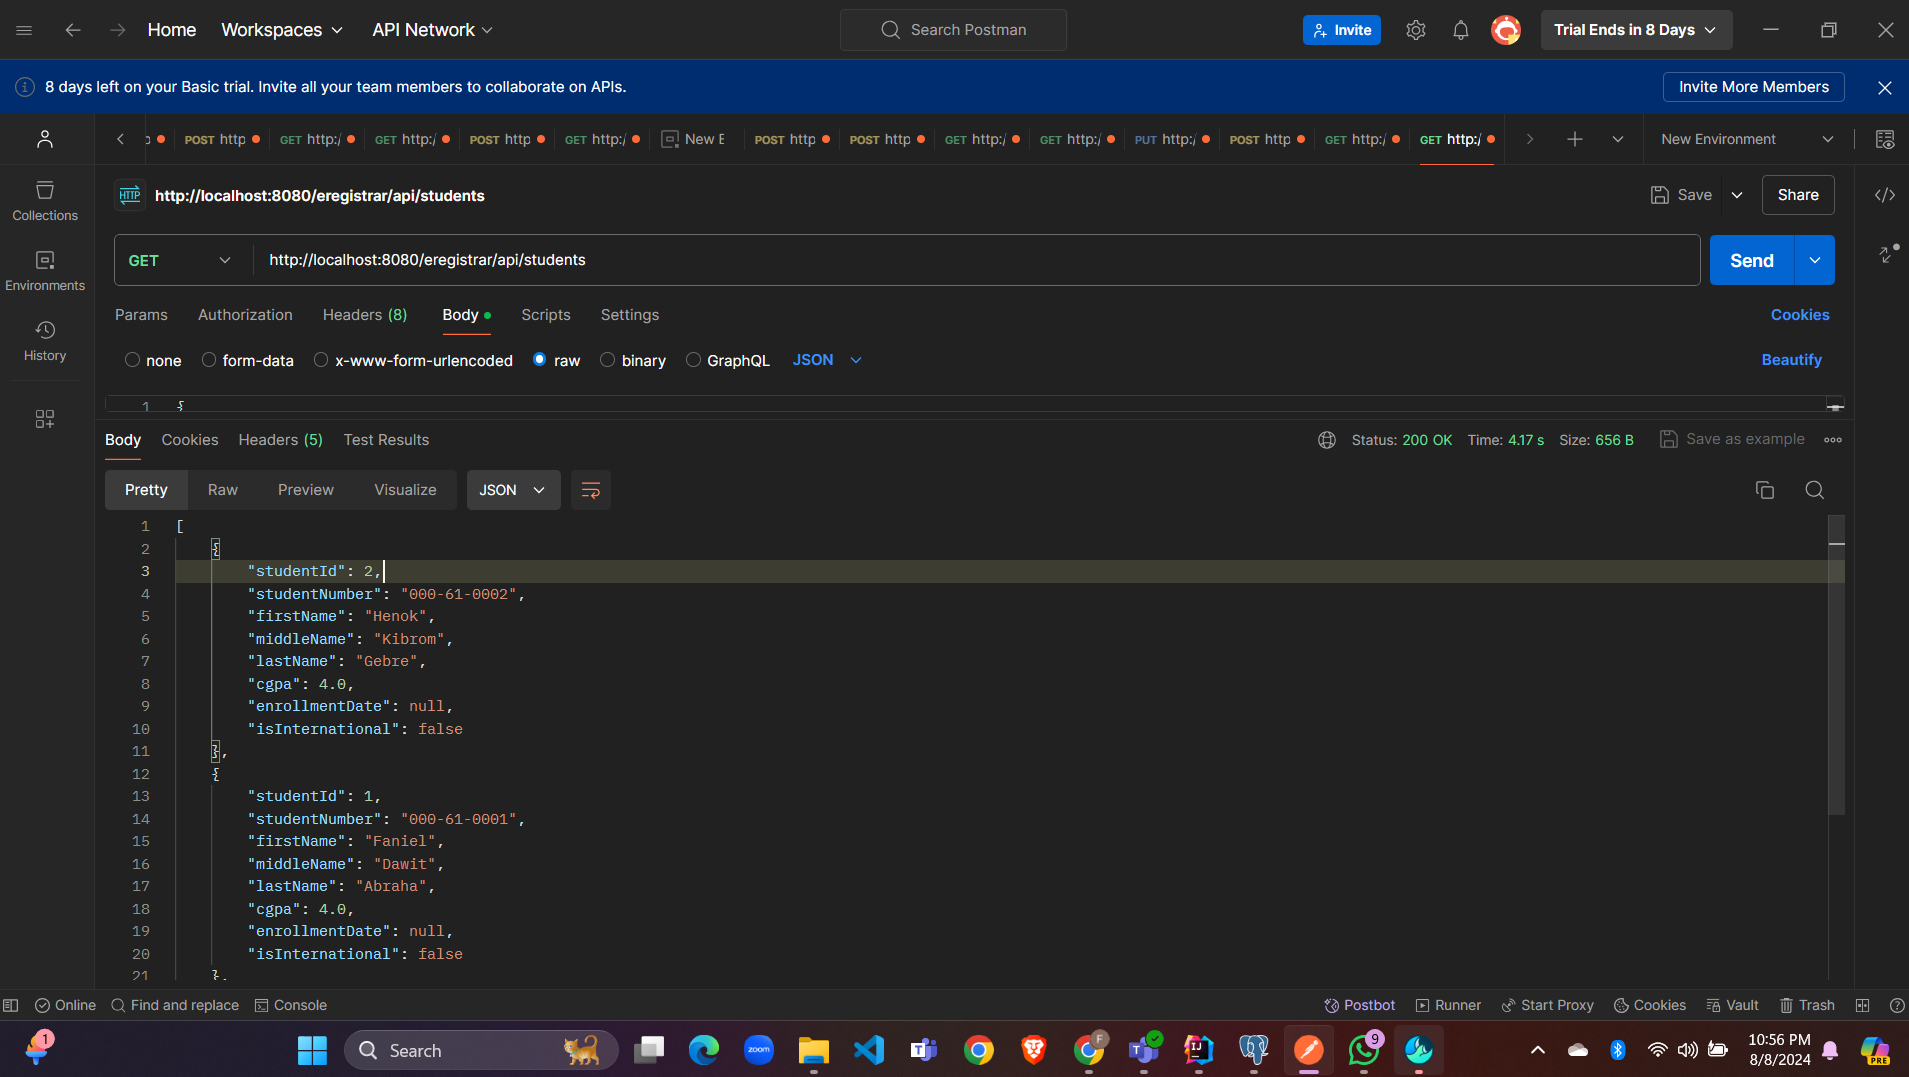 Home Workspaces API Network Search Postman Invite Trial Ends in 8 Days
8 days left on your Basic trial. Invite all your team members to collaborate on APIs. Invite More Members
POST http GET http:/ GET http:/ POST http GET http:/ New E POST http POST http GET http:/ GET http:/ PUT http:/ POST http GET http:/ GET http:/ New Environment
HTTP http://localhost:8080/eregistrar/api/students Save Share
Collections
GET http://localhost:8080/eregistrar/api/students Send
Environments
Params Authorization Headers (8) Body Scripts Settings Cookies
History
none form-data x-www-form-urlencoded raw binary GraphQL JSON Beautify
1 {
Body Cookies Headers (5) Test Results Status: 200 OK Time: 4.17 s Size: 656 B Save as example
Pretty Raw Preview Visualize JSON
1 [
2 {
3 "studentId": 2,
4 "studentNumber": "000-61-0002",
5 "firstName": "Henok",
6 "middleName": "Kibrom",
7 "lastName": "Gebre",
8 "cgpa": 4.0,
9 "enrollmentDate": null,
10 "isInternational": false
11 },
12 {
13 "studentId": 1,
14 "studentNumber": "000-61-0001",
15 "firstName": "Faniel",
16 "middleName": "Dawit",
17 "lastName": "Abraha",
18 "cgpa": 4.0,
19 "enrollmentDate": null,
20 "isInternational": false
21 },
Online Find and replace Console Postbot Runner Start Proxy Cookies Vault Trash
1 Search zoom F 9 10:56 PM
8/8/2024 PRE